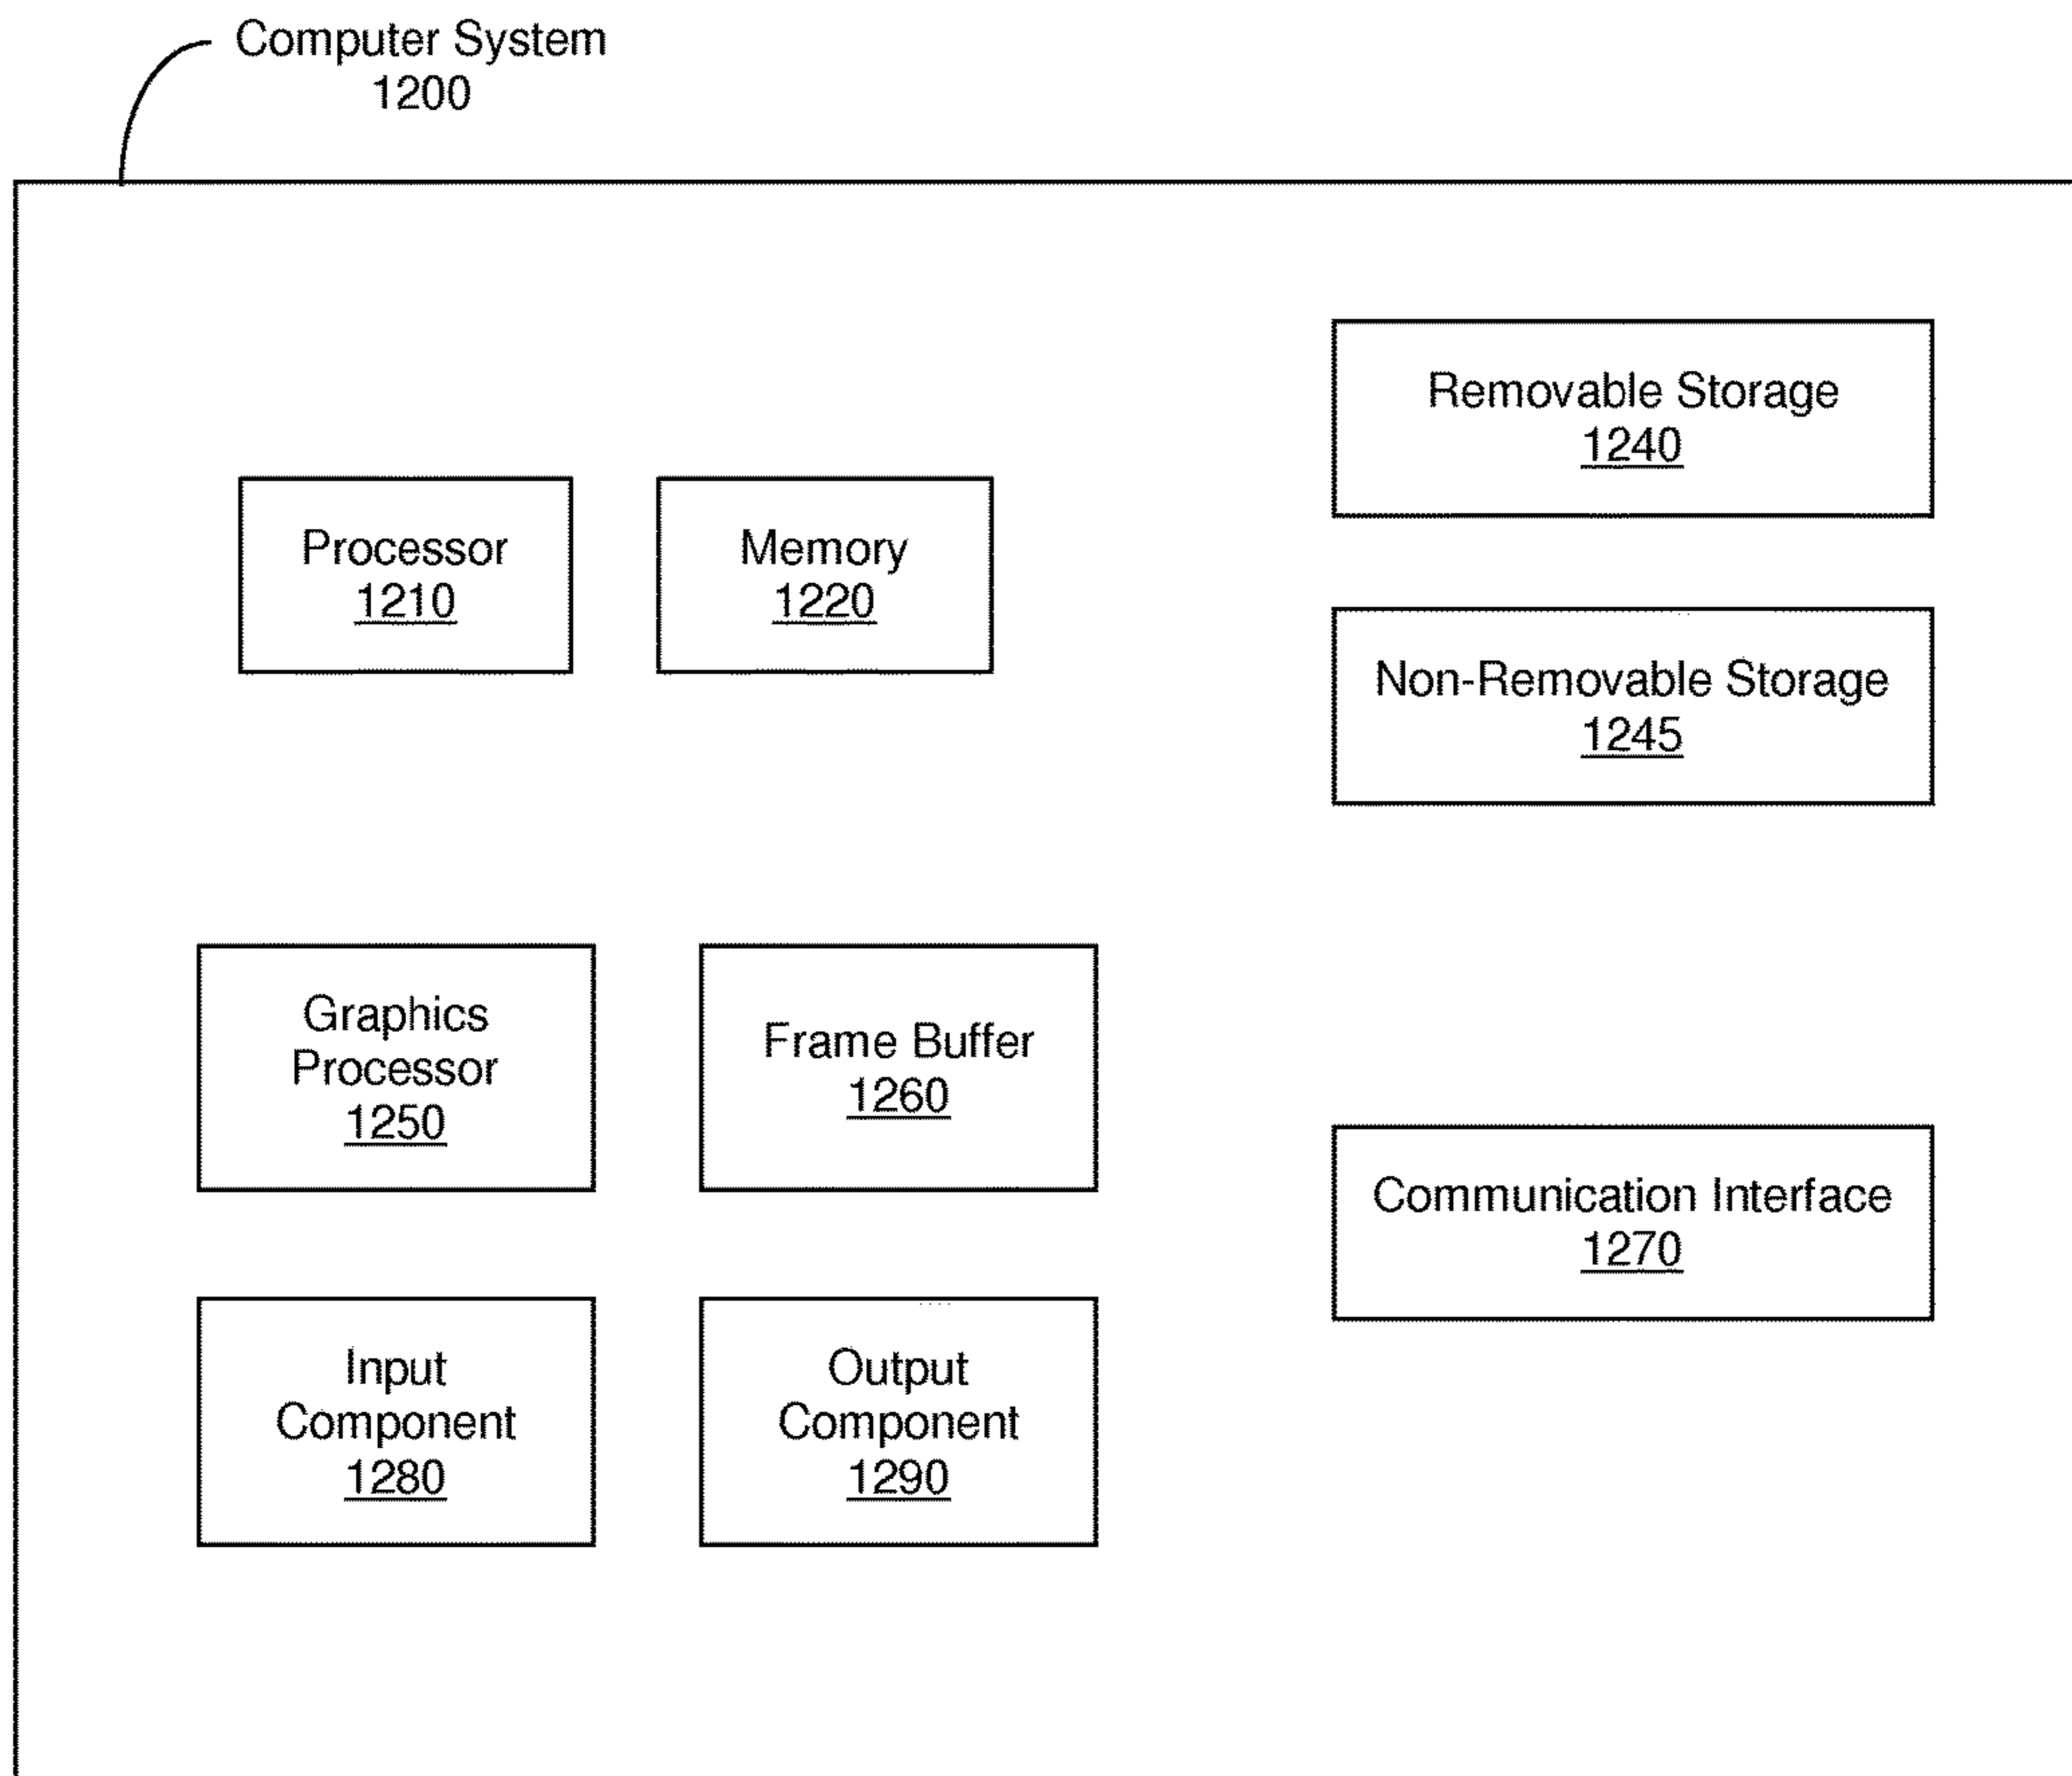 Computer System
1200
Removable Storage
1240
Processor
1210
Memory
1220
Non-Removable Storage
1245
Graphics
Processor
1250
Frame Buffer
1260
Communication Interface
1270
Input
Component
1280
Output
Component
1290